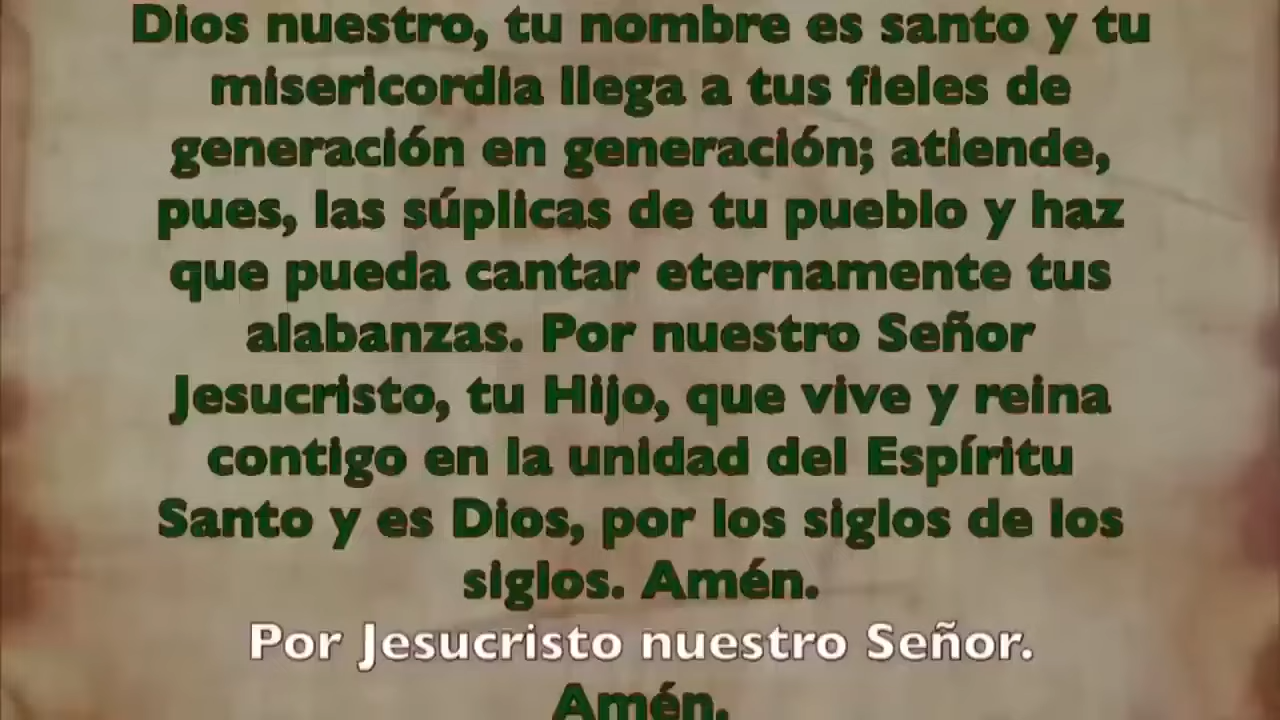 Dios nuestro, tu nombre es santo y tu
misericordia llega a tus fieles de
generación en generación; atiende,
pues, las súplicas de tu pueblo y haz
que pueda cantar eternamente tus
alabanzas. Por nuestro Señor
Jesucristo, tu Hijo, que vive y reina
contigo en la unidad del Espíritu
Santo y es Dios, por los siglos de los
siglos. Amén.
Por Jesucristo nuestro Señor.
Amén.